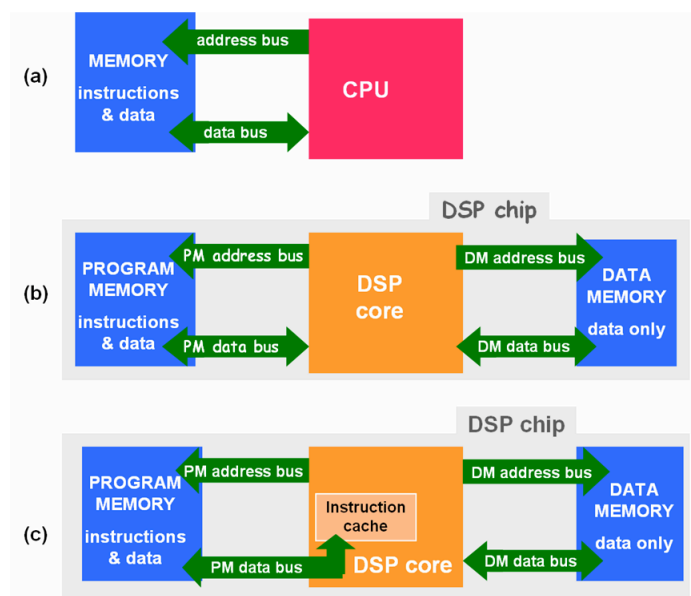 (a)
MEMORY
instructions
& data
address bus
data bus
CPU
DSP chip
(b)
PROGRAM
MEMORY
instructions
& data
PM address bus
PM data bus
DSP
core
DM address bus
DM data bus
DATA
MEMORY
data only
DSP chip
(c)
PROGRAM
MEMORY
instructions
& data
PM address bus
PM data bus
Instruction
cache
DSP core
DM address bus
DM data bus
DATA
MEMORY
data only